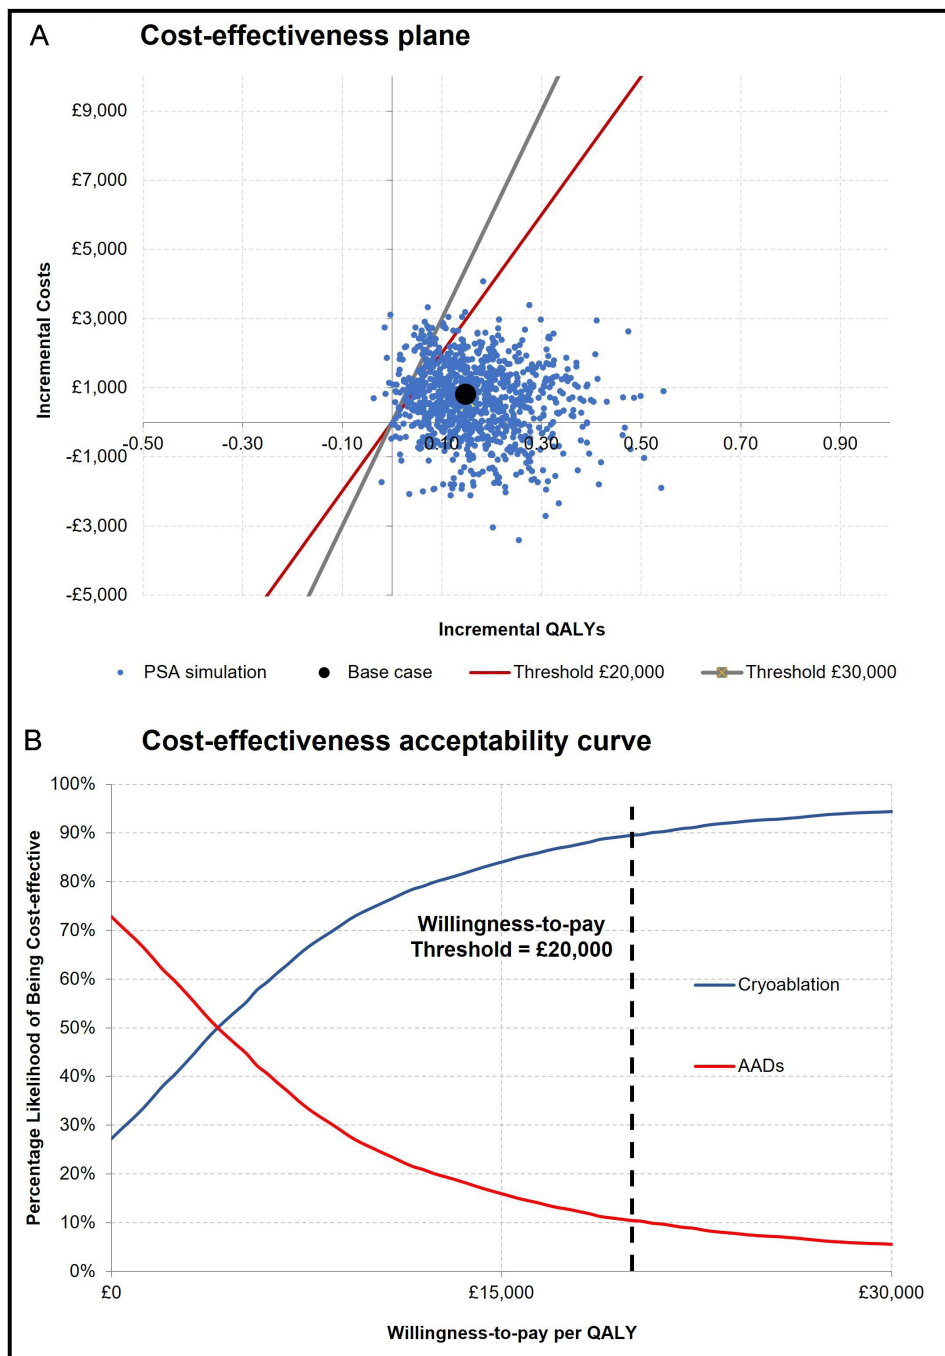 A
Cost-effectiveness plane
£9,000
£7,000
£5,000
£3,000
£1,000
-£1,000
-£3,000
-£5,000
Incremental Costs
-0.50 -0.30 -0.10 0.10 0.30 0.50 0.70 0.90
Incremental QALYs
PSA simulation Base case Threshold £20,000 Threshold £30,000
B
Cost-effectiveness acceptability curve
100%
90%
80%
70%
60%
50%
40%
30%
20%
10%
0%
Percentage Likelihood of Being Cost-effective
Willingness-to-pay
Threshold = £20,000
Cryoablation
AADs
£0 £15,000 £30,000
Willingness-to-pay per QALY